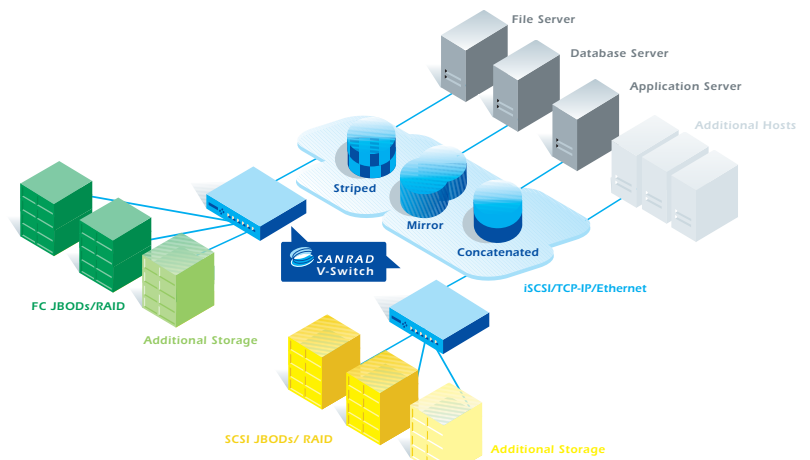 File Server
Database Server
Application Server
Additional Hosts
Striped
Mirror
Concatenated
SANRAD
V-Switch
iSCSI/TCP-IP/Ethernet
FC JBODs/RAID
Additional Storage
SCSI JBODs/ RAID
Additional Storage